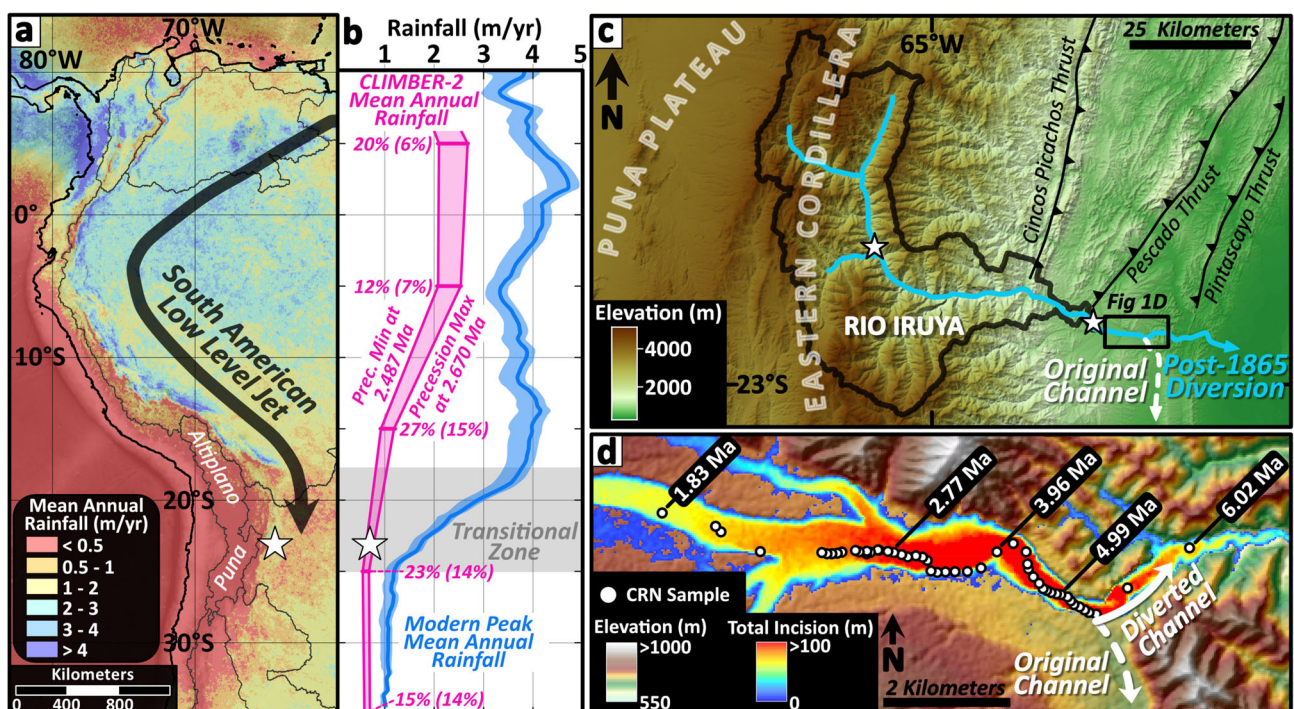 a
80°W
70°W
0°
10°S
20°S
30°S
South American
Low Level Jet
Altiplano
Puna
Mean Annual
Rainfall (m/yr)
< 0.5
0.5 - 1
1 - 2
2 - 3
3 - 4
> 4
Kilometers
0 400 800
b
Rainfall (m/yr)
1 2 3 4 5
CLIMBER-2
Mean Annual
Rainfall
20% (6%)
12% (7%)
Prec. Min at
2.487 Ma
Precession Max
at 2.670 Ma
27% (15%)
Transitional
Zone
23% (14%)
Modern Peak
Mean Annual
Rainfall
-15% (14%)
c
N
PUNA PLATEAU
EASTERN CORDILLERA
65°W
25 Kilometers
Cincos Picachos Thrust
Pescado Thrust
Pintascayo Thrust
Fig 1D
RIO IRUYA
Elevation (m)
4000
2000
23°S
Original
Channel
Post-1865
Diversion
d
1.83 Ma
2.77 Ma
3.96 Ma
4.99 Ma
6.02 Ma
CRN Sample
Elevation (m)
>1000
550
Total Incision (m)
>100
0
N
2 Kilometers
Diverted
Channel
Original
Channel